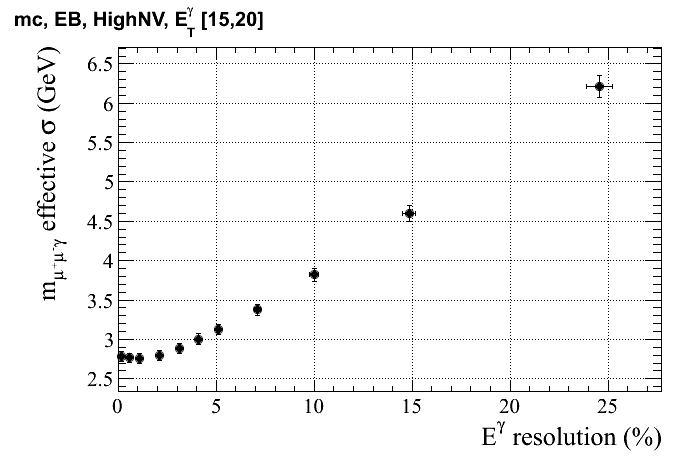 mc, EB, HighNV, E_T^γ [15,20]
m_μ⁺μ⁻γ effective σ (GeV)
6.5
6
5.5
5
4.5
4
3.5
3
2.5
0 5 10 15 20 25
E^γ resolution (%)